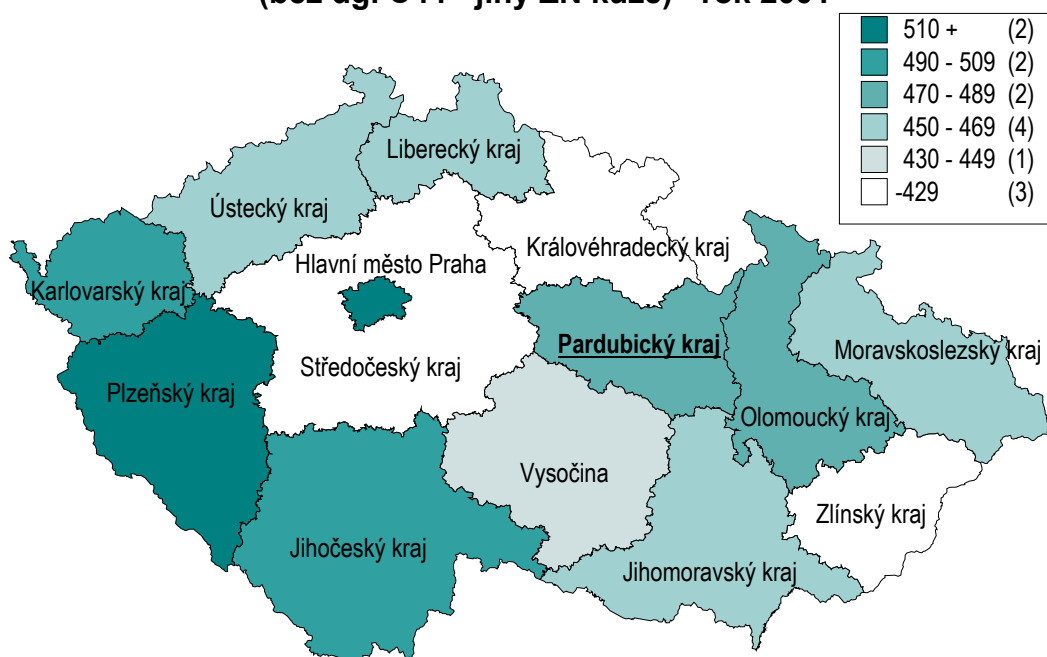 510 + (2)
490 - 509 (2)
470 - 489 (2)
450 - 469 (4)
430 - 449 (1)
-429 (3)
Liberecký kraj
Ústecký kraj
Královéhradecký kraj
Hlavní město Praha
Karlovarský kraj
Pardubický kraj
Moravskoslezský kraj
Středočeský kraj
Plzeňský kraj
Olomoucký kraj
Vysočina
Zlínský kraj
Jihočeský kraj
Jihomoravský kraj